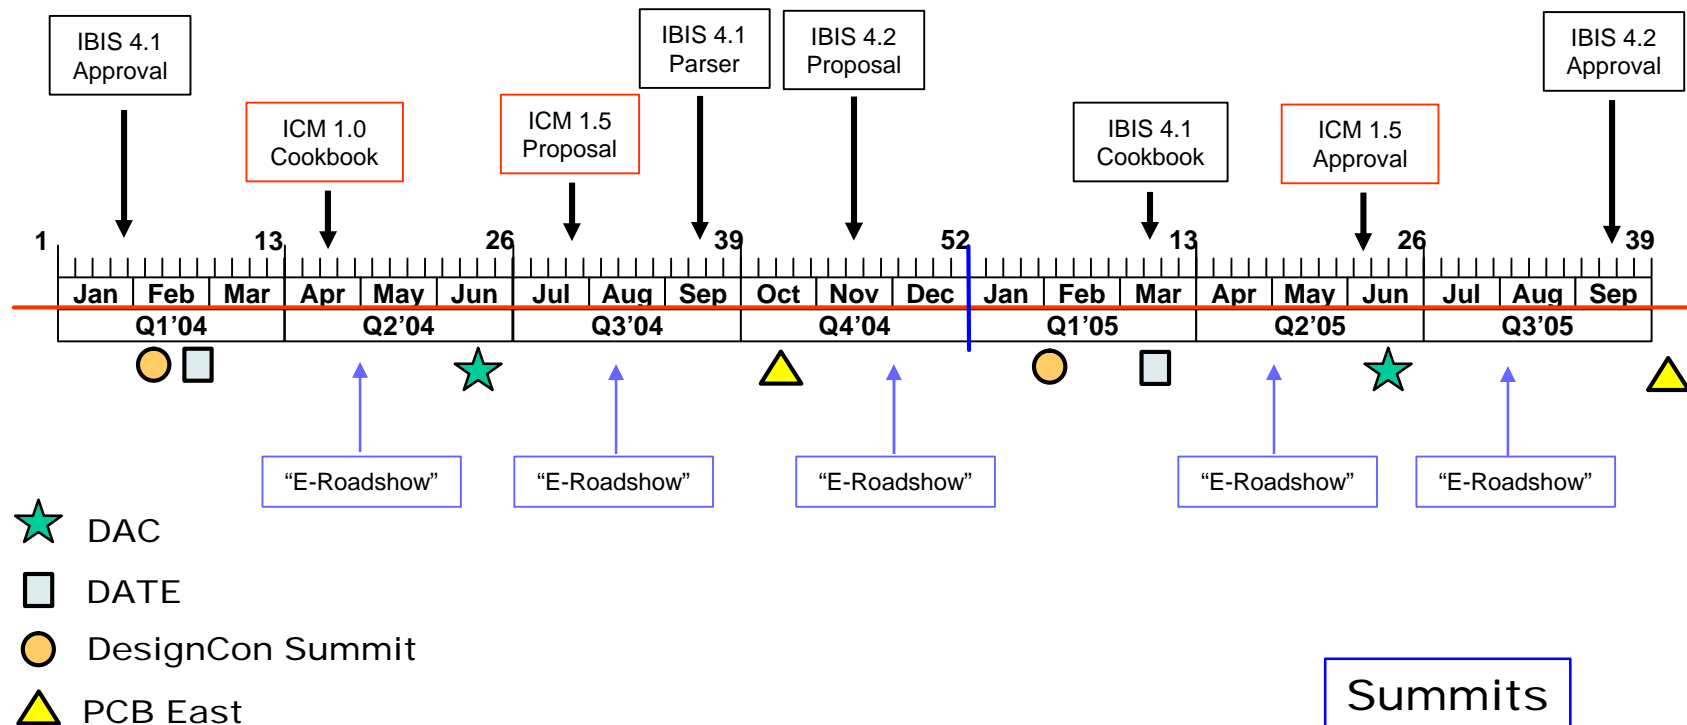 IBIS 4.1
Approval
ICM 1.0
Cookbook
ICM 1.5
Proposal
IBIS 4.1
Parser
IBIS 4.2
Proposal
IBIS 4.1
Cookbook
ICM 1.5
Approval
IBIS 4.2
Approval
1 13 26 39 52 13 26 39
Jan Feb Mar Apr May Jun Jul Aug Sep Oct Nov Dec Jan Feb Mar Apr May Jun Jul Aug Sep
Q1’04 Q2’04 Q3’04 Q4’04 Q1’05 Q2’05 Q3’05
“E-Roadshow” “E-Roadshow” “E-Roadshow” “E-Roadshow” “E-Roadshow”
DAC
DATE
DesignCon Summit
PCB East
Summits